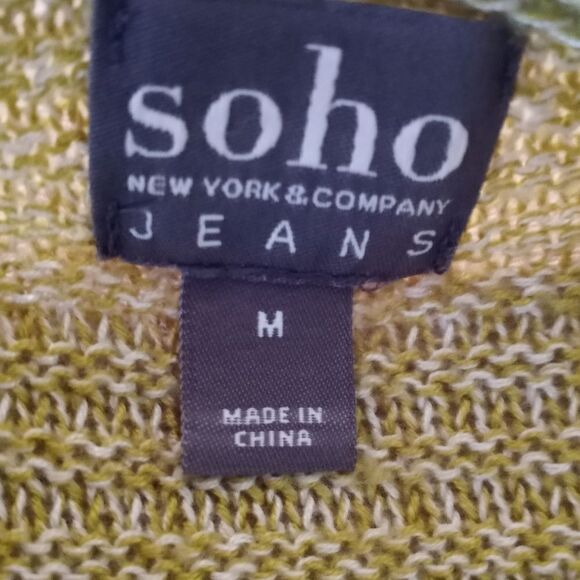 soho
NEW YORK & COMPANY
JEANS
M
MADE IN
CHINA